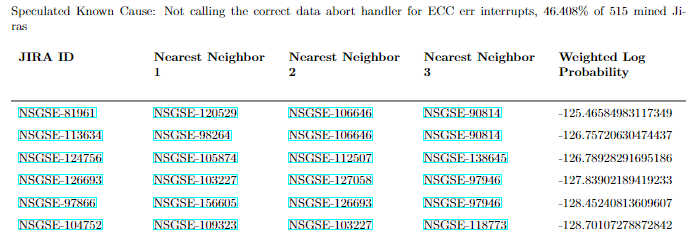 Speculated Known Cause: Not calling the correct data abort handler for ECC err interrupts, 46.408% of 515 mined Ji-
ras
JIRA ID Nearest Neighbor 1 Nearest Neighbor 2 Nearest Neighbor 3 Weighted Log Probability
NSGSE-81961 NSGSE-120529 NSGSE-106646 NSGSE-90814 -125.46584983117349
NSGSE-113634 NSGSE-98264 NSGSE-106646 NSGSE-90814 -126.75720630474437
NSGSE-124756 NSGSE-105874 NSGSE-112507 NSGSE-138645 -126.78928291695186
NSGSE-126693 NSGSE-103227 NSGSE-127058 NSGSE-97946 -127.83902189419233
NSGSE-97866 NSGSE-156605 NSGSE-126693 NSGSE-97946 -128.45240813609607
NSGSE-104752 NSGSE-109323 NSGSE-103227 NSGSE-118773 -128.70107278872842